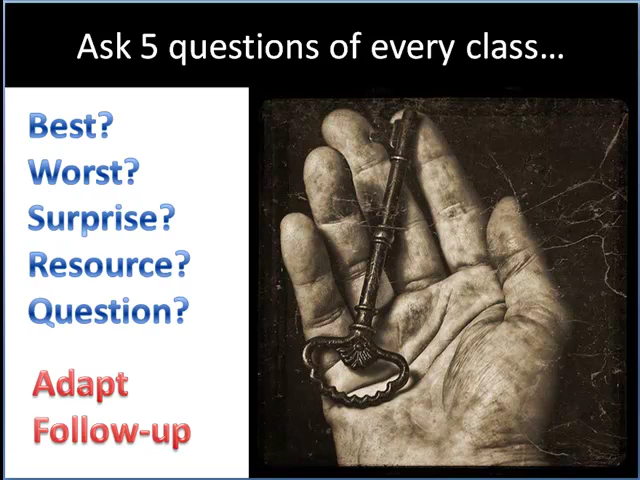 Ask 5 questions of every class…
Best?
Worst?
Surprise?
Resource?
Question?
Adapt
Follow-up